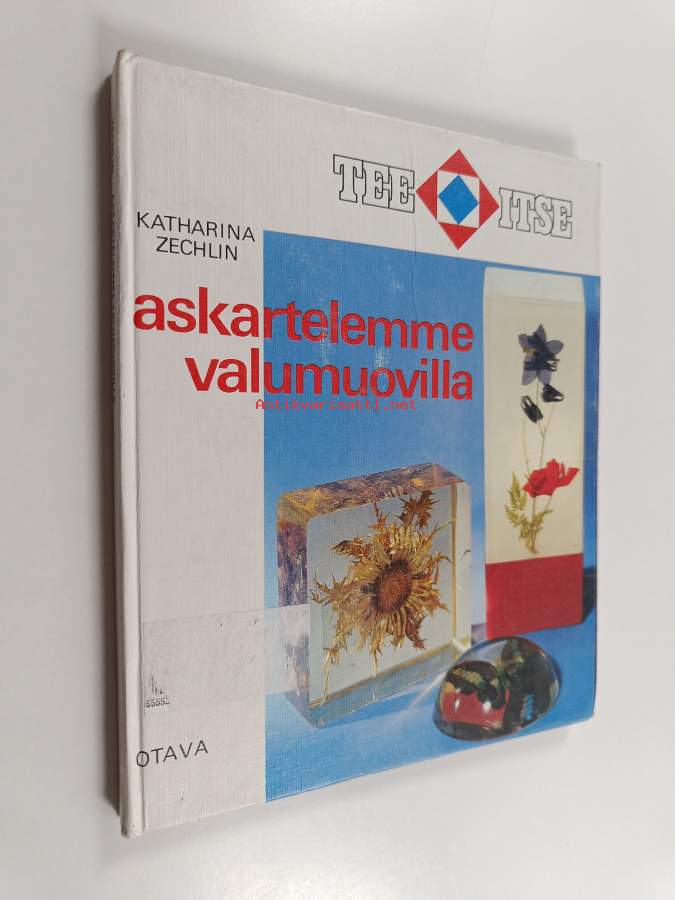 TEE ITSE
KATHARINA
ZECHLIN
askartelemme
valumuovilla
Antikvariaatti.net
OTAVA